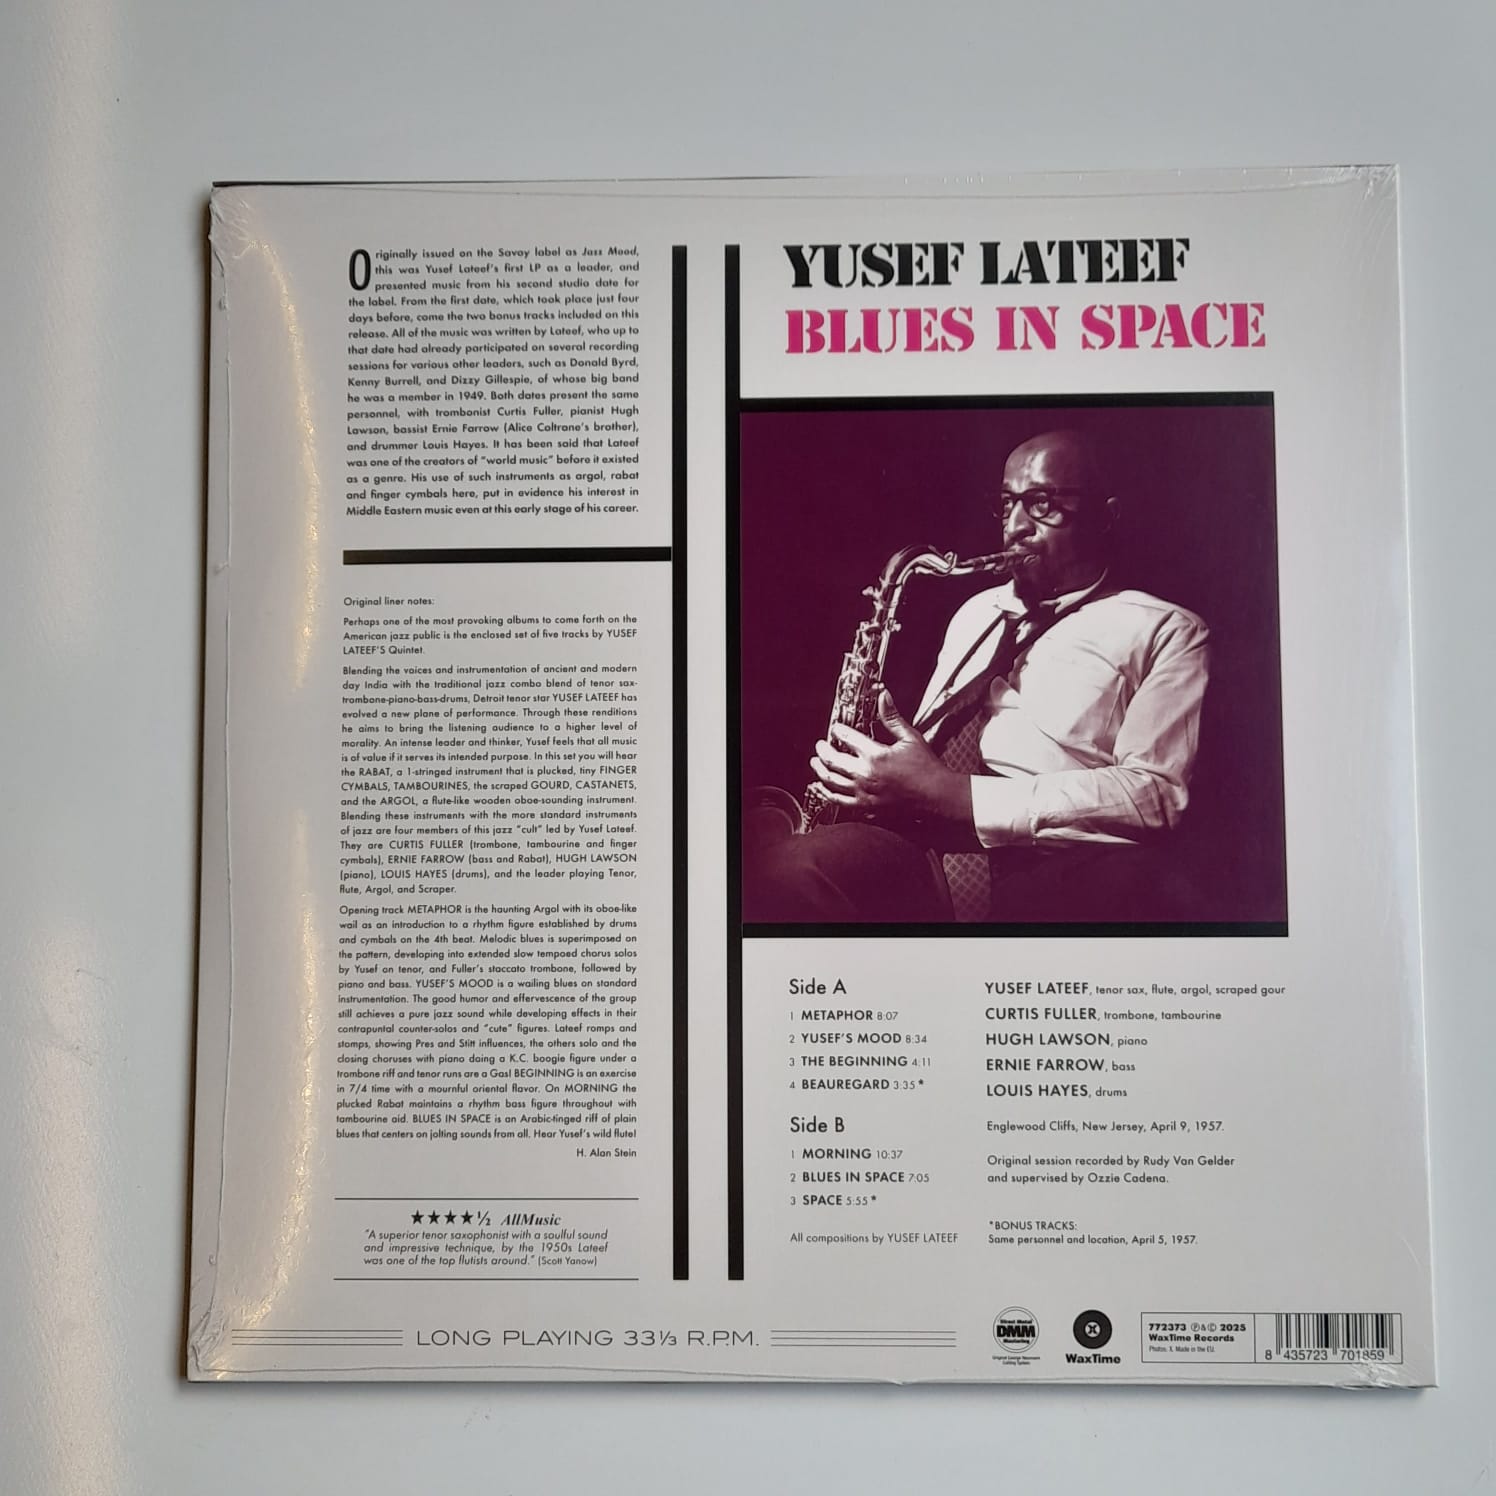 Originally issued on the Savoy label as Jazz Mood,
this was Yusef Lateef's first LP as a leader, and
presented music from his second studio date for
the label. From the first date, which took place just four
days before, come the two bonus tracks included on this
release. All of the music was written by Lateef, who up to
that date had already participated on several recording
sessions for various other leaders, such as Donald Byrd,
Kenny Burrell, and Dizzy Gillespie, of whose big band
he was a member in 1949. Both dates present the same
personnel, with trombonist Curtis Fuller, pianist Hugh
Lawson, bassist Ernie Farrow (Alice Coltrane's brother),
and drummer Louis Hayes. It has been said that Lateef
was one of the creators of "world music" before it existed
as a genre. His use of such instruments as argol, rabat
and finger cymbals here, put in evidence his interest in
Middle Eastern music even at this early stage of his career.
Original liner notes:
Perhaps one of the most provoking albums to come forth on the
American jazz public is the enclosed set of five tracks by YUSEF
LATEEF'S Quintet.
Blending the voices and instrumentation of ancient and modern
day India with the traditional jazz combo blend of tenor sax-
trombone-piano-bass-drums, Detroit tenor star YUSEF LATEEF has
evolved a new plane of performance. Through these renditions
he aims to bring the listening audience to a higher level of
morality. An intense leader and thinker, Yusef feels that all music
is of value if it serves its intended purpose. In this set you will hear
the RABAT, a 1-stringed instrument that is plucked, tiny FINGER
CYMBALS, TAMBOURINES, the scraped GOURD, CASTANETS,
and the ARGOL, a flute-like wooden oboe-sounding instrument.
Blending these instruments with the more standard instruments
of jazz are four members of this jazz "cult" led by Yusef Lateef.
They are CURTIS FULLER (trombone, tambourine and finger
cymbals), ERNIE FARROW (bass and Rabat), HUGH LAWSON
(piano), LOUIS HAYES (drums), and the leader playing Tenor,
flute, Argol, and Scraper.
Opening track METAPHOR is the haunting Argol with its oboe-like
wail as an introduction to a rhythm figure established by drums
and cymbals on the 4th beat. Melodic blues is superimposed on
the pattern, developing into extended slow tempoed chorus solos
by Yusef on tenor, and Fuller's staccato trombone, followed by
piano and bass. YUSEF'S MOOD is a wailing blues on standard
instrumentation. The good humor and effervescence of the group
still achieves a pure jazz sound while developing effects in their
contrapuntal counter-solos and "cute" figures. Lateef romps and
stomps, showing Pres and Stitt influences, the others solo and the
closing choruses with piano doing a K.C. boogie figure under a
trombone riff and tenor runs are a Gas! BEGINNING is an exercise
in 7/4 time with a mournful oriental flavor. On MORNING the
plucked Rabat maintains a rhythm bass figure throughout with
tambourine aid. BLUES IN SPACE is an Arabic-tinged riff of plain
blues that centers on jolting sounds from all. Hear Yusef's wild flute!
H. Alan Stein
★★★★½ AllMusic
"A superior tenor saxophonist with a soulful sound
and impressive technique, by the 1950s Lateef
was one of the top flutists around." (Scott Yanow)
YUSEF LATEEF
BLUES IN SPACE
Side A
1 METAPHOR 8:07
2 YUSEF'S MOOD 8:34
3 THE BEGINNING 4:11
4 BEAUREGARD 3:35 *
Side B
1 MORNING 10:37
2 BLUES IN SPACE 7:05
3 SPACE 5:55 *
All compositions by YUSEF LATEEF
YUSEF LATEEF, tenor sax, flute, argol, scraped gour
CURTIS FULLER, trombone, tambourine
HUGH LAWSON, piano
ERNIE FARROW, bass
LOUIS HAYES, drums
Englewood Cliffs, New Jersey, April 9, 1957.
Original session recorded by Rudy Van Gelder
and supervised by Ozzie Cadena.
*BONUS TRACKS:
Same personnel and location, April 5, 1957.
LONG PLAYING 33⅓ R.P.M.
Direct Metal
DMM
Mastering
Original George Neumann
Cutting System
WaxTime
772373 ℗&© 2025
WaxTime Records
Photos: X. Made in the EU.
8 435723 701859